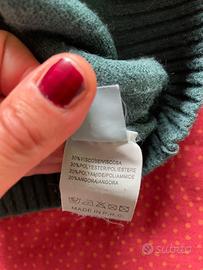 30%VISCOSE/VISCOSA
30%POLYESTER/POLIESTERE
20%POLYAMIDE/POLIAMMIDE
20%ANGORA/ANGORA
MADE IN P.R.C.
subito